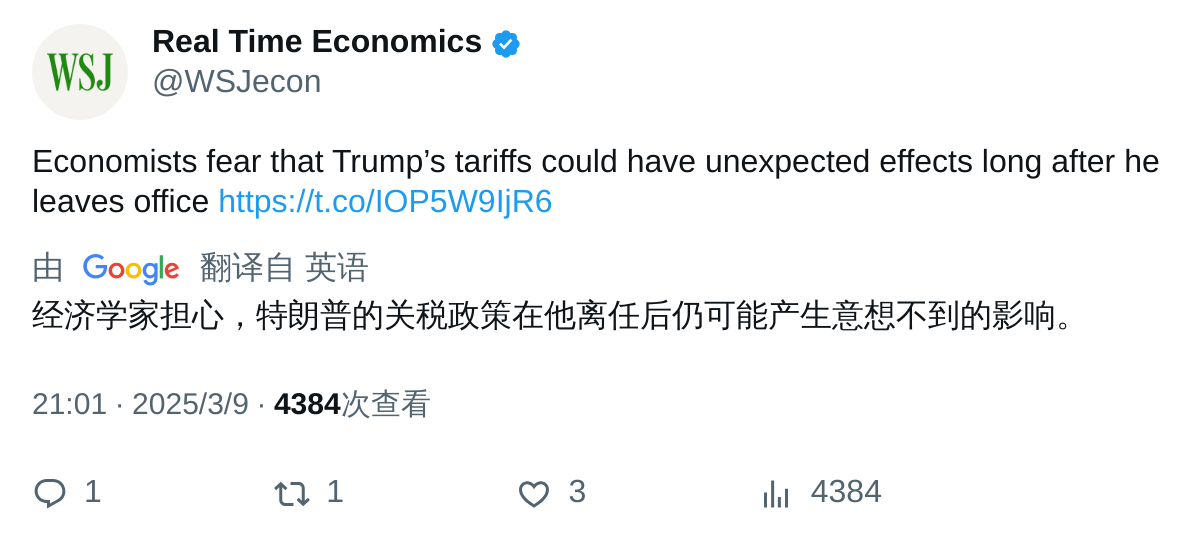 WSJ
Real Time Economics
@WSJecon
Economists fear that Trump’s tariffs could have unexpected effects long after he
leaves office https://t.co/IOP5W9IjR6
由 Google 翻译自 英语
经济学家担心，特朗普的关税政策在他离任后仍可能产生意想不到的影响。
21:01 · 2025/3/9 · 4384次查看
1 1 3 4384